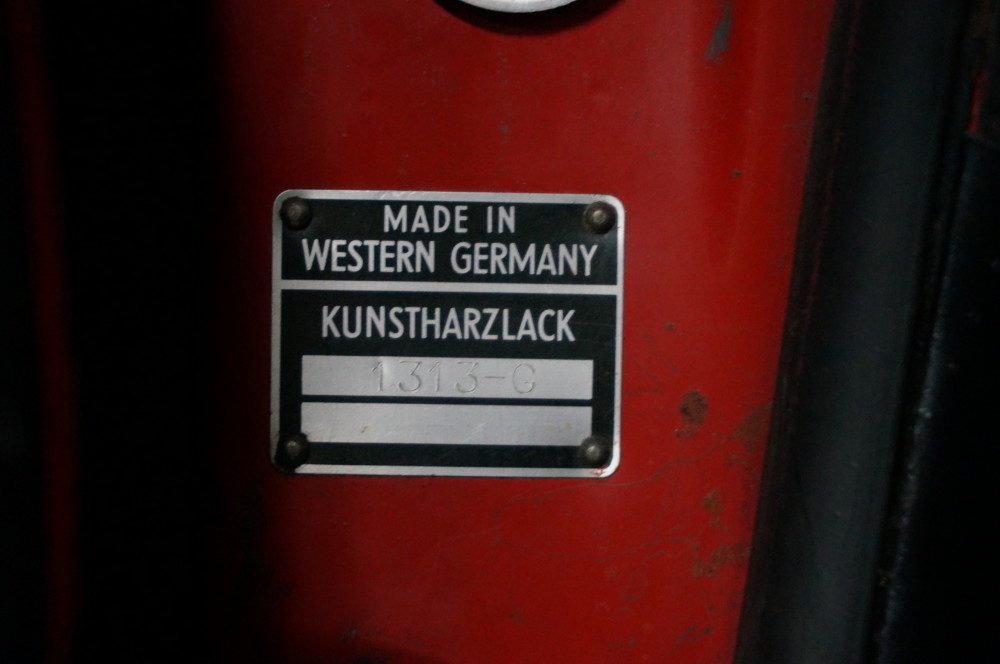 MADE IN
WESTERN GERMANY
KUNSTHARZLACK
1313-G